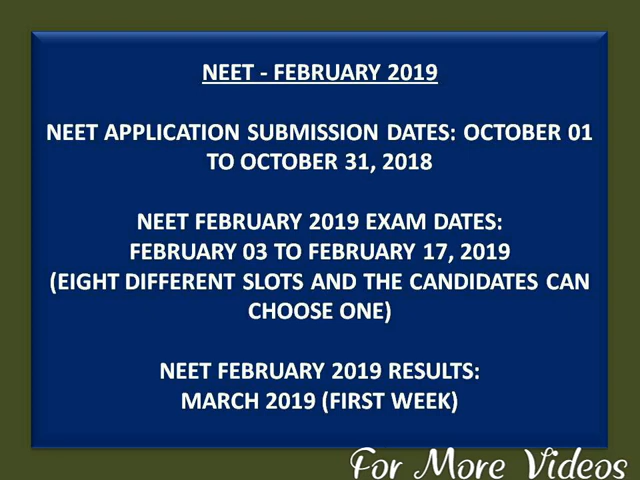 NEET - FEBRUARY 2019
NEET APPLICATION SUBMISSION DATES: OCTOBER 01
TO OCTOBER 31, 2018
NEET FEBRUARY 2019 EXAM DATES:
FEBRUARY 03 TO FEBRUARY 17, 2019
(EIGHT DIFFERENT SLOTS AND THE CANDIDATES CAN
CHOOSE ONE)
NEET FEBRUARY 2019 RESULTS:
MARCH 2019 (FIRST WEEK)
For More Videos